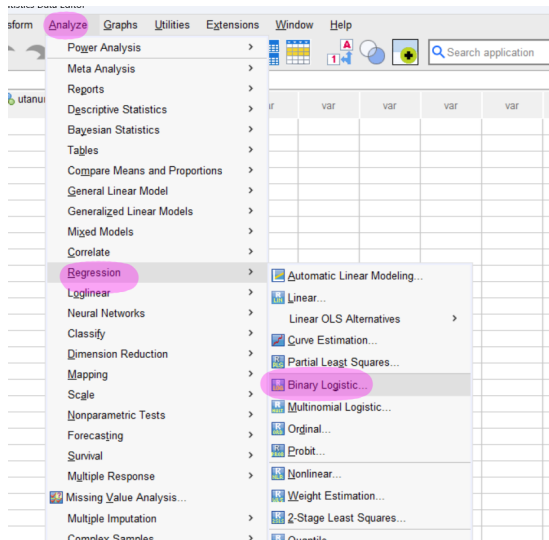 sform Analyze Graphs Utilities Extensions Window Help
Power Analysis
Search application
Meta Analysis
Reports
utanu
var var var var
Descriptive Statistics
Bayesian Statistics
Tables
Compare Means and Proportions
General Linear Model
Generalized Linear Models
Mixed Models
Correlate
Regression
Automatic Linear Modeling...
Loglinear
Linear...
Neural Networks
Linear OLS Alternatives
Classify
Curve Estimation...
Dimension Reduction
Partial Least Squares...
Mapping
Binary Logistic...
Scale
Multinomial Logistic...
Nonparametric Tests
Ordinal...
Forecasting
Probit...
Survival
Multiple Response
Nonlinear...
Missing Value Analysis...
Weight Estimation...
Multiple Imputation
2-Stage Least Squares...
Complex Samples
Quantile